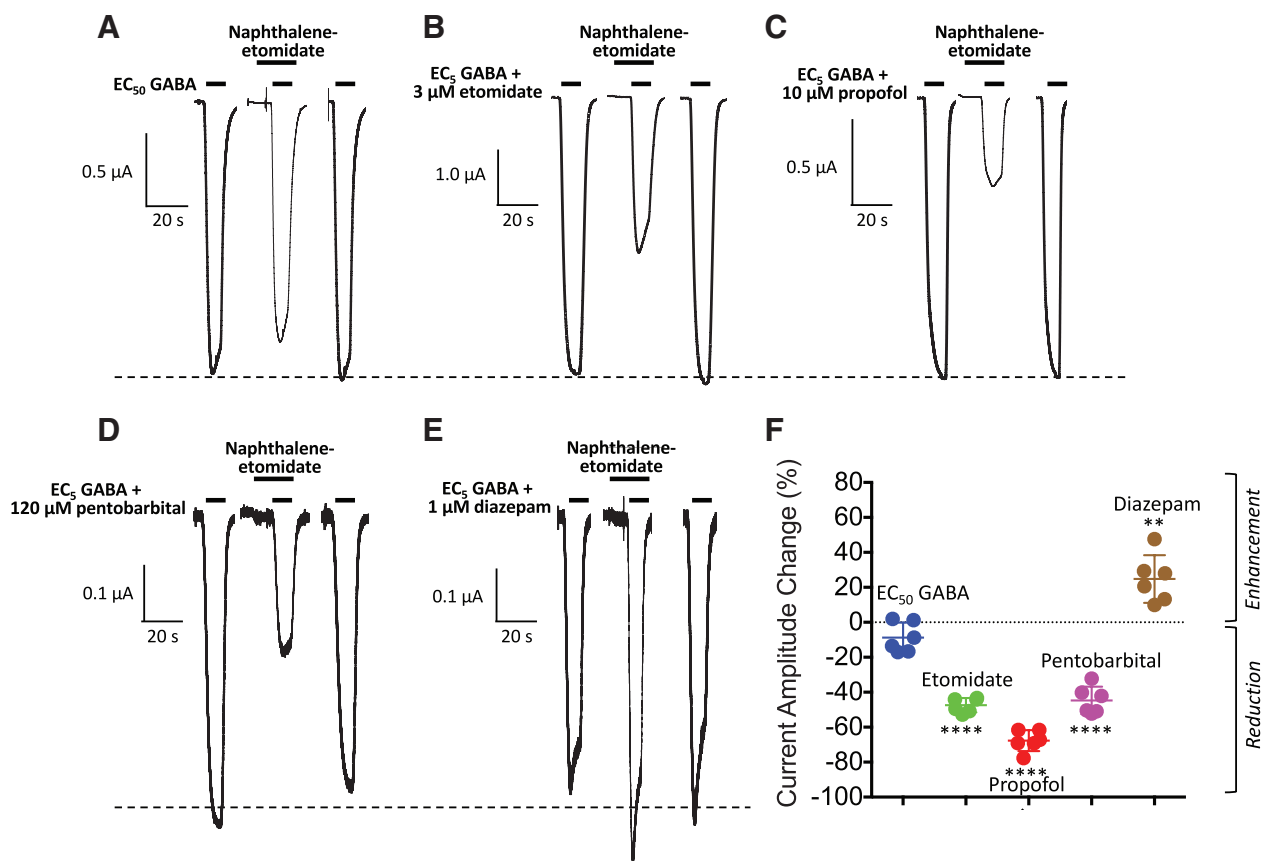 A
Naphthalene-
etomidate
EC50 GABA
0.5 µA
20 s
B
Naphthalene-
etomidate
EC5 GABA +
3 µM etomidate
1.0 µA
20 s
C
Naphthalene-
etomidate
EC5 GABA +
10 µM propofol
0.5 µA
20 s
D
Naphthalene-
etomidate
EC5 GABA +
120 µM pentobarbital
0.1 µA
20 s
E
Naphthalene-
etomidate
EC5 GABA +
1 µM diazepam
0.1 µA
20 s
F
Current Amplitude Change (%)
80
60
40
20
0
-20
-40
-60
-80
-100
EC50 GABA
Etomidate
****
****
Propofol
Pentobarbital
****
Diazepam
**
Enhancement
Reduction